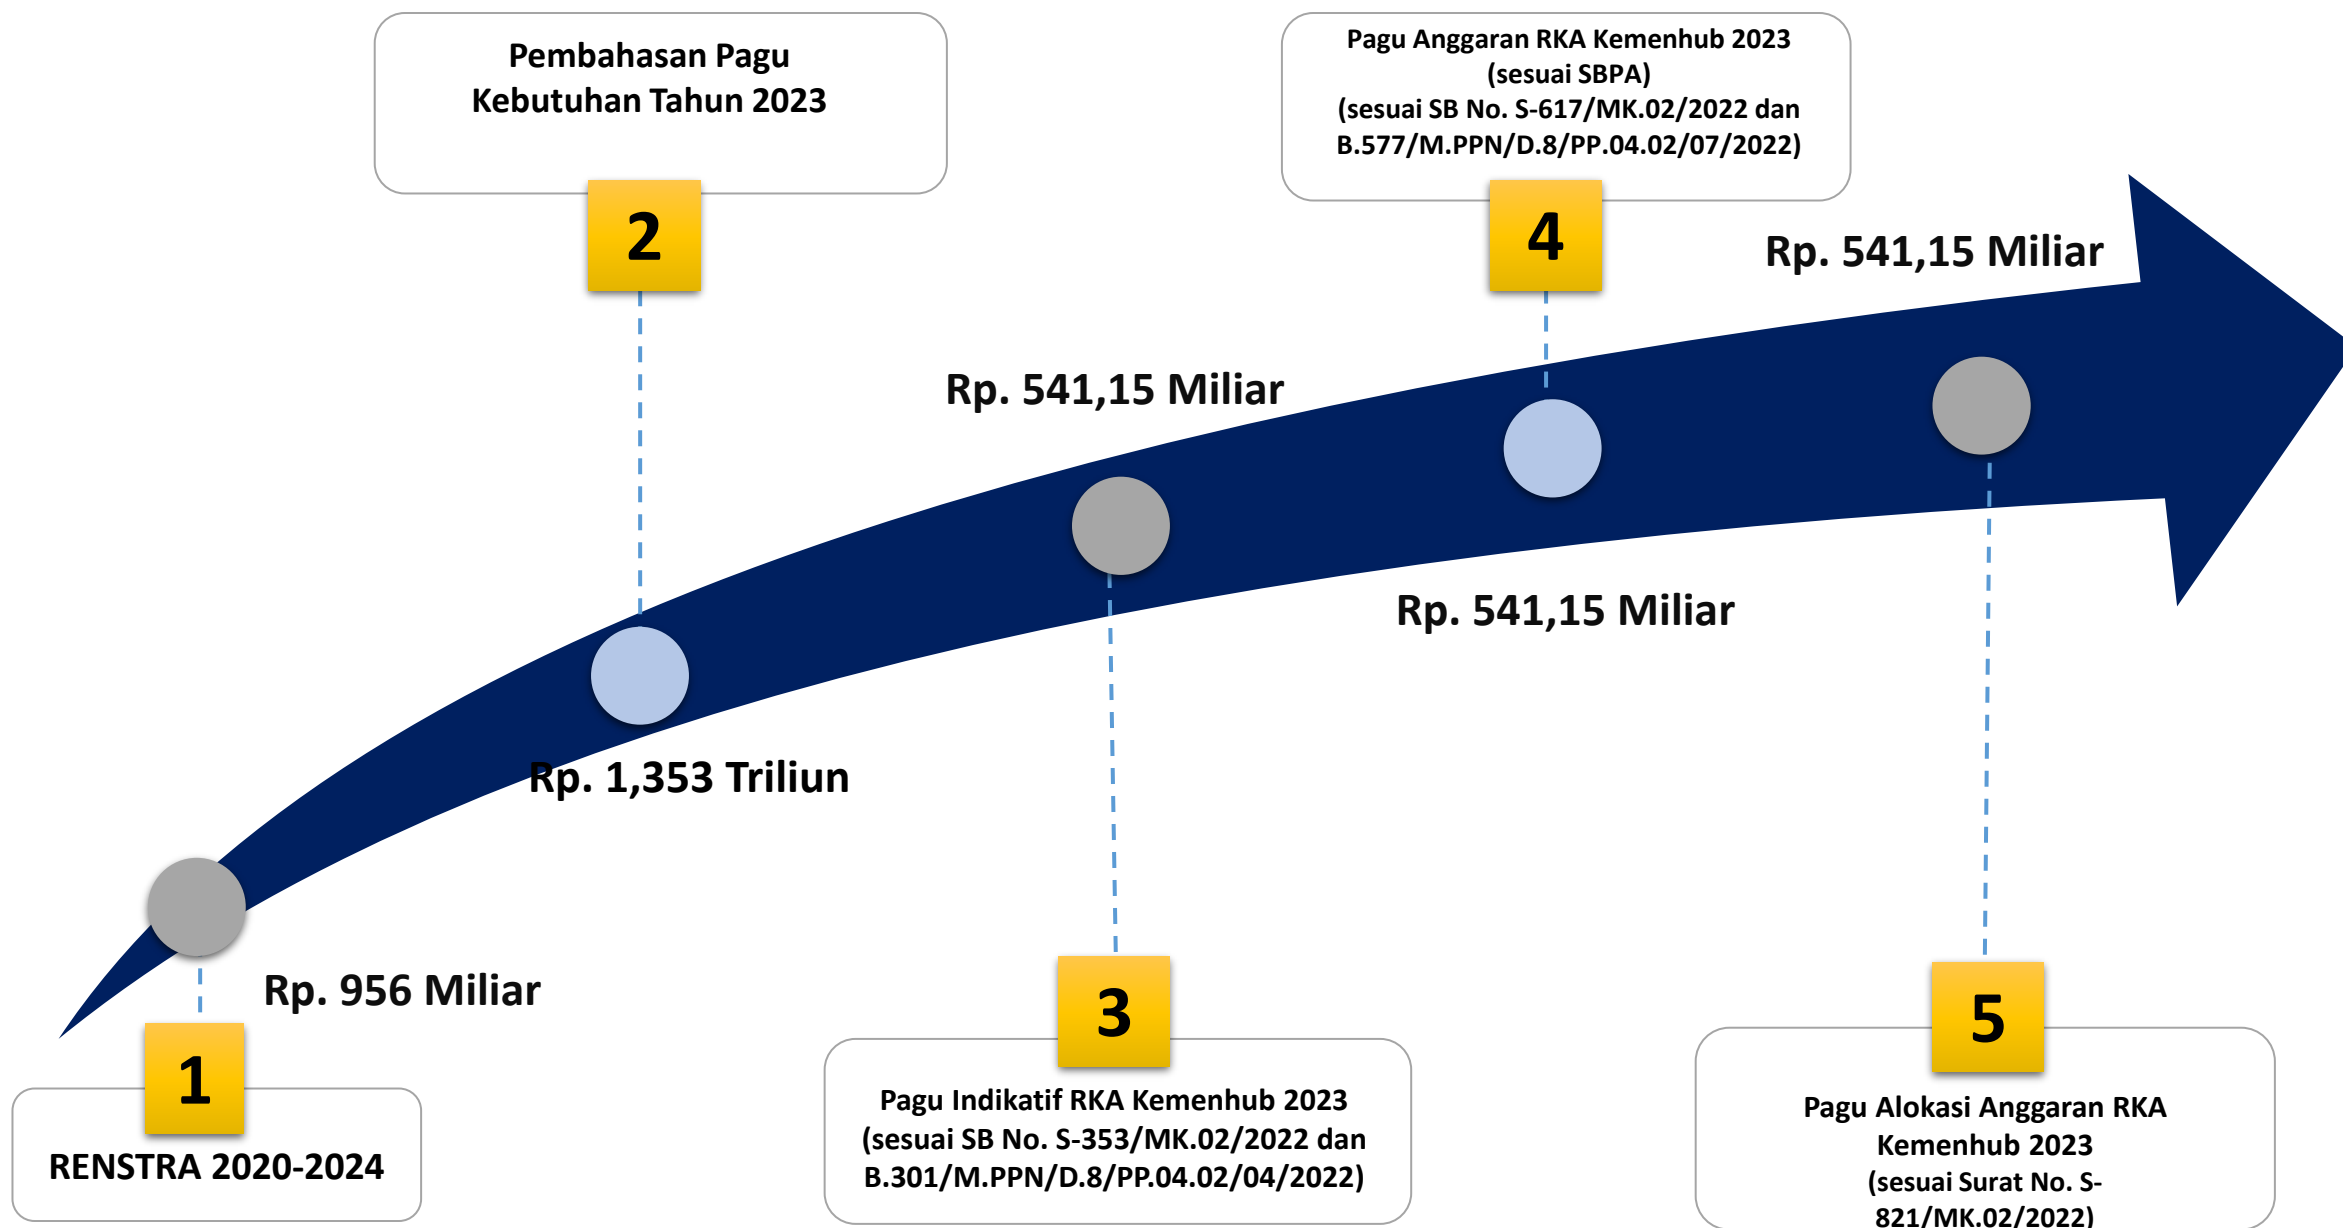 Pembahasan Pagu
Kebutuhan Tahun 2023
2
Rp. 1,353 Triliun
Pagu Anggaran RKA Kemenhub 2023
(sesuai SBPA)
(sesuai SB No. S-617/MK.02/2022 dan
B.577/M.PPN/D.8/PP.04.02/07/2022)
4
Rp. 541,15 Miliar
Rp. 541,15 Miliar
Rp. 541,15 Miliar
Rp. 956 Miliar
1
RENSTRA 2020-2024
3
Pagu Indikatif RKA Kemenhub 2023
(sesuai SB No. S-353/MK.02/2022 dan
B.301/M.PPN/D.8/PP.04.02/04/2022)
5
Pagu Alokasi Anggaran RKA
Kemenhub 2023
(sesuai Surat No. S-
821/MK.02/2022)